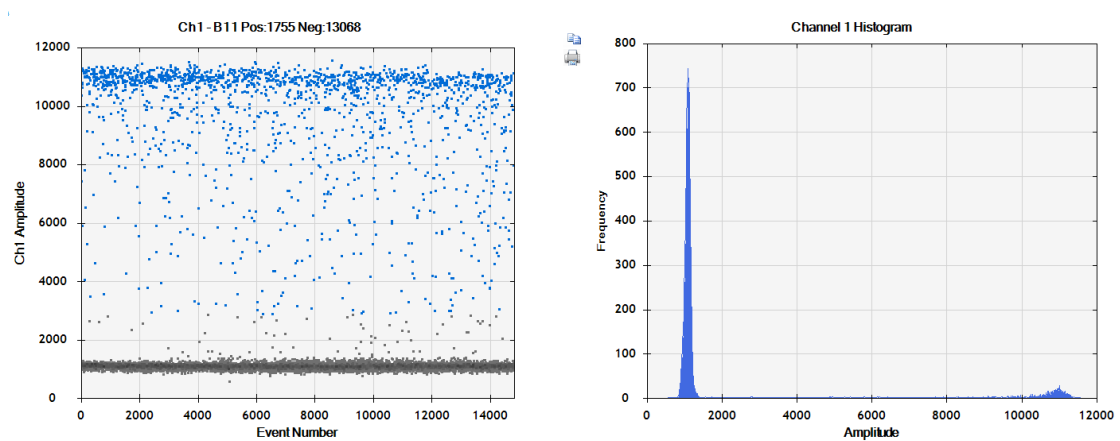 Ch1 - B11 Pos:1755 Neg:13068
12000
10000
8000
6000
4000
2000
0
Ch1 Amplitude
0 2000 4000 6000 8000 10000 12000 14000
Event Number
Channel 1 Histogram
800
700
600
500
400
300
200
100
0
Frequency
0 2000 4000 6000 8000 10000 12000
Amplitude